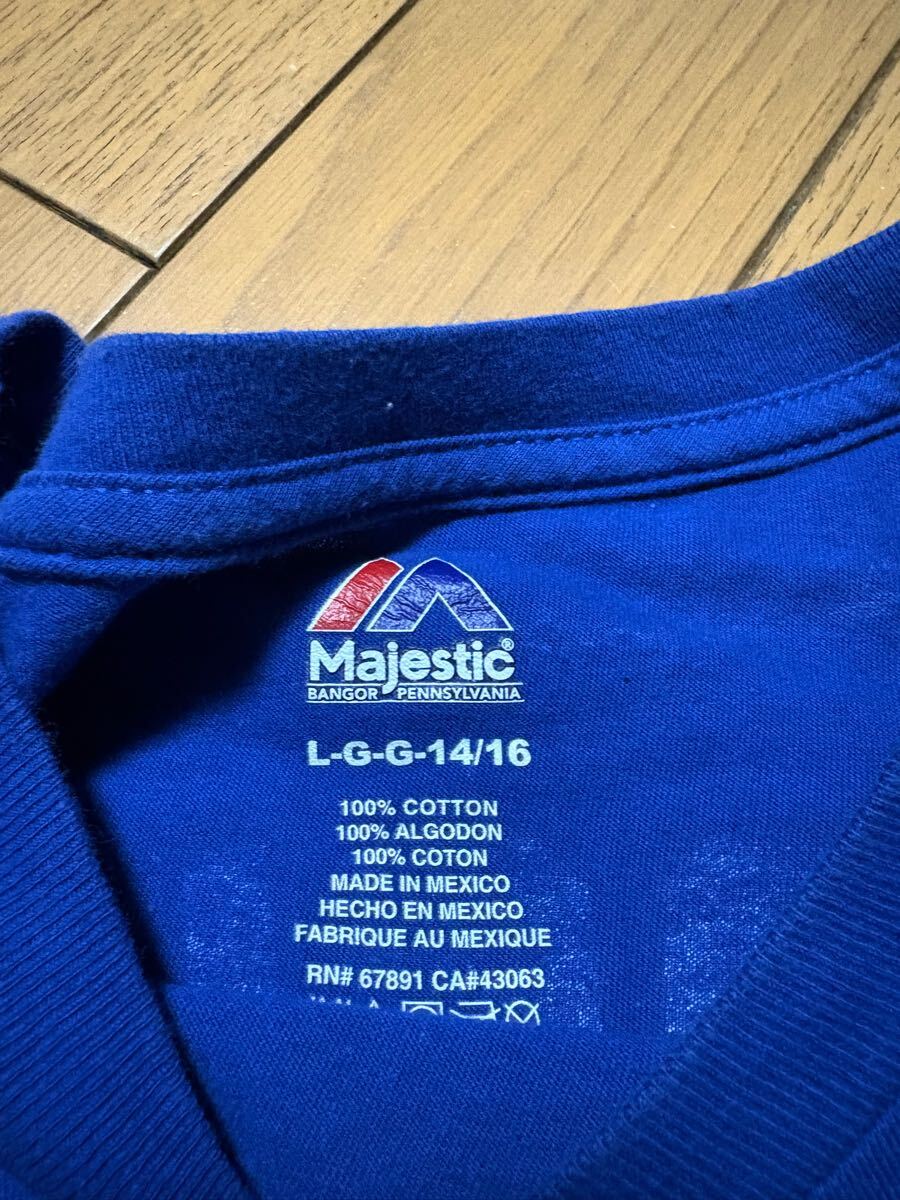 Majestic®
BANGOR PENNSYLVANIA
L-G-G-14/16
100% COTTON
100% ALGODON
100% COTON
MADE IN MEXICO
HECHO EN MEXICO
FABRIQUE AU MEXIQUE
RN# 67891 CA#43063